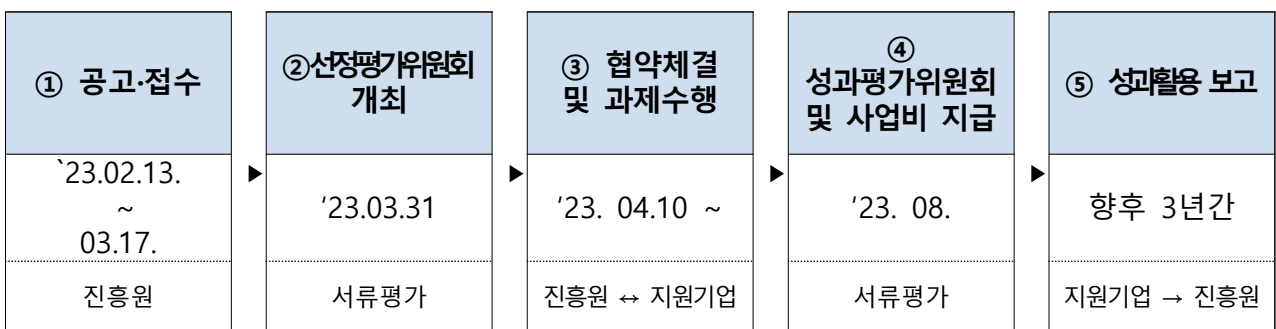 ① 공고·접수
②선정평가위원회
개최
③ 협약체결
및 과제수행
④
성과평가위원회
및 사업비 지급
⑤ 성과활용 보고
`23.02.13.
~
03.17.
▶
'23.03.31
▶
'23. 04.10 ~
▶
'23. 08.
▶
향후 3년간
진흥원
서류평가
진흥원 ↔ 지원기업
서류평가
지원기업 → 진흥원